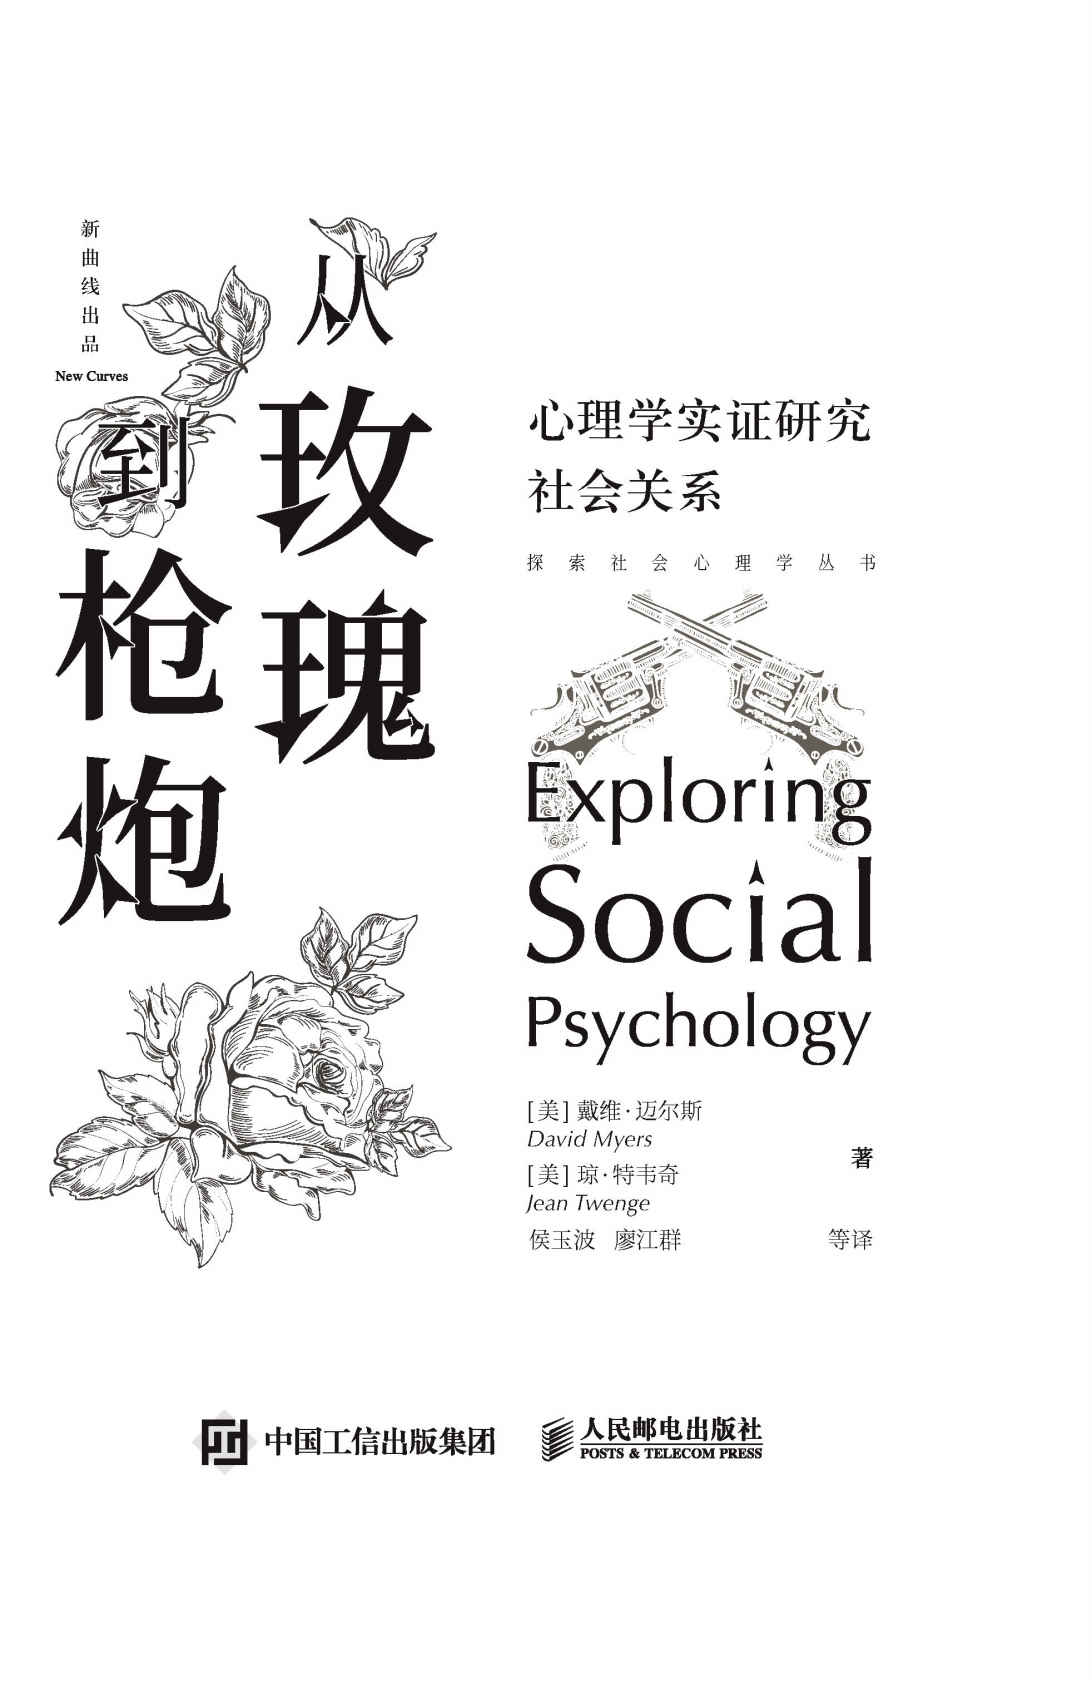 新曲线出品
New Curves
从玫瑰
到枪炮
心理学实证研究
社会关系
探索社会心理学丛书
Exploring
Social
Psychology
[美] 戴维·迈尔斯
David Myers
[美] 琼·特韦奇
Jean Twenge
著
侯玉波 廖江群 等译
中国工信出版集团
人民邮电出版社
POSTS & TELECOM PRESS